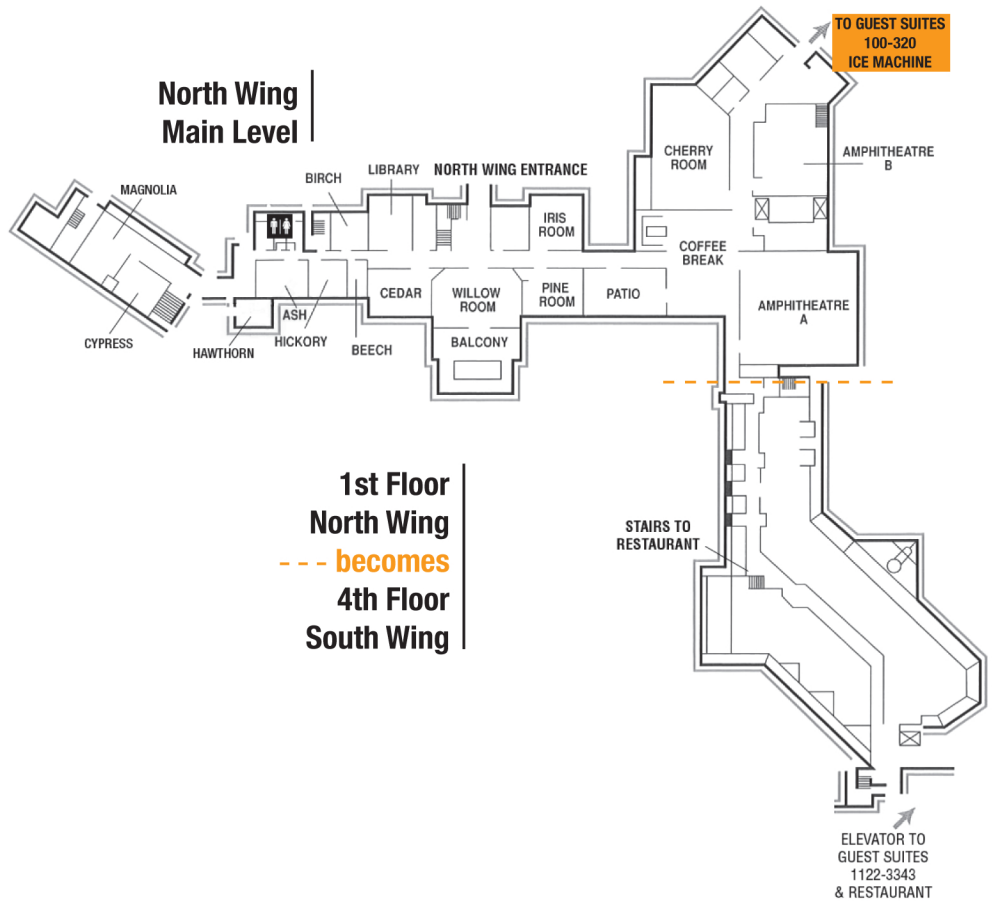 TO GUEST SUITES
100-320
ICE MACHINE
North Wing
Main Level
CHERRY
ROOM
AMPHITHEATRE
B
MAGNOLIA
BIRCH
LIBRARY
NORTH WING ENTRANCE
IRIS
ROOM
COFFEE
BREAK
CEDAR
WILLOW
ROOM
PINE
ROOM
PATIO
AMPHITHEATRE
A
ASH
HICKORY
BEECH
BALCONY
CYPRESS
HAWTHORN
1st Floor
North Wing
--- becomes
4th Floor
South Wing
STAIRS TO
RESTAURANT
ELEVATOR TO
GUEST SUITES
1122-3343
& RESTAURANT